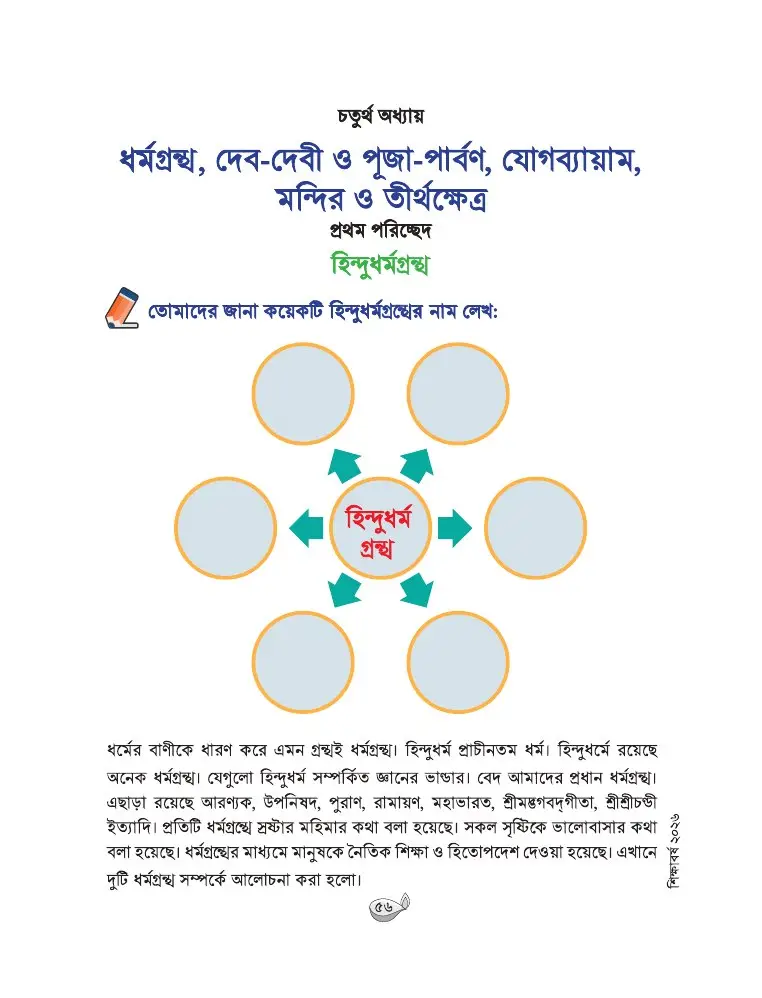 চতুর্থ অধ্যায়
ধর্মগ্রন্থ, দেব-দেবী ও পূজা-পার্বণ, যোগব্যায়াম,
মন্দির ও তীর্থক্ষেত্র
প্রথম পরিচ্ছেদ
হিন্দুধর্মগ্রন্থ
তোমাদের জানা কয়েকটি হিন্দুধর্মগ্রন্থের নাম লেখ:
হিন্দুধর্ম
গ্রন্থ
ধর্মের বাণীকে ধারণ করে এমন গ্রন্থই ধর্মগ্রন্থ। হিন্দুধর্ম প্রাচীনতম ধর্ম। হিন্দুধর্মে রয়েছে
অনেক ধর্মগ্রন্থ। যেগুলো হিন্দুধর্ম সম্পর্কিত জ্ঞানের ভান্ডার। বেদ আমাদের প্রধান ধর্মগ্রন্থ।
এছাড়া রয়েছে আরণ্যক, উপনিষদ, পুরাণ, রামায়ণ, মহাভারত, শ্রীমদ্ভগবদ্‌গীতা, শ্রীশ্রীচণ্ডী
ইত্যাদি। প্রতিটি ধর্মগ্রন্থে স্রষ্টার মহিমার কথা বলা হয়েছে। সকল সৃষ্টিকে ভালোবাসার কথা
বলা হয়েছে। ধর্মগ্রন্থের মাধ্যমে মানুষকে নৈতিক শিক্ষা ও হিতোপদেশ দেওয়া হয়েছে। এখানে
দুটি ধর্মগ্রন্থ সম্পর্কে আলোচনা করা হলো।
শিক্ষাবর্ষ ২০২৬
৫৬